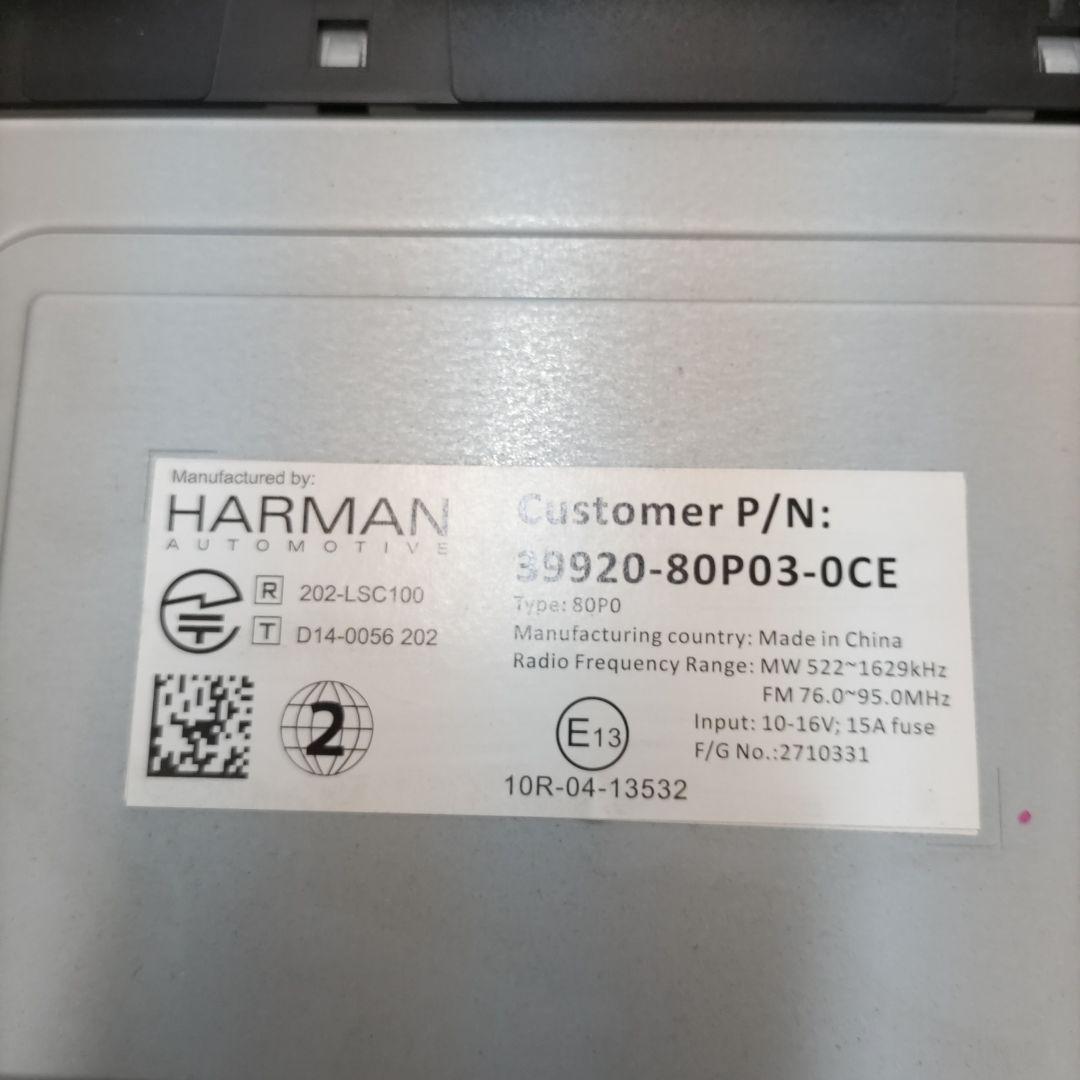 Manufactured by:
HARMAN
AUTOMOTIVE
R 202-LSC100
T D14-0056 202
2
Customer P/N:
39920-80P03-0CE
Type: 80P0
Manufacturing country: Made in China
Radio Frequency Range: MW 522~1629kHz
FM 76.0~95.0MHz
Input: 10-16V; 15A fuse
F/G No.:2710331
E13
10R-04-13532